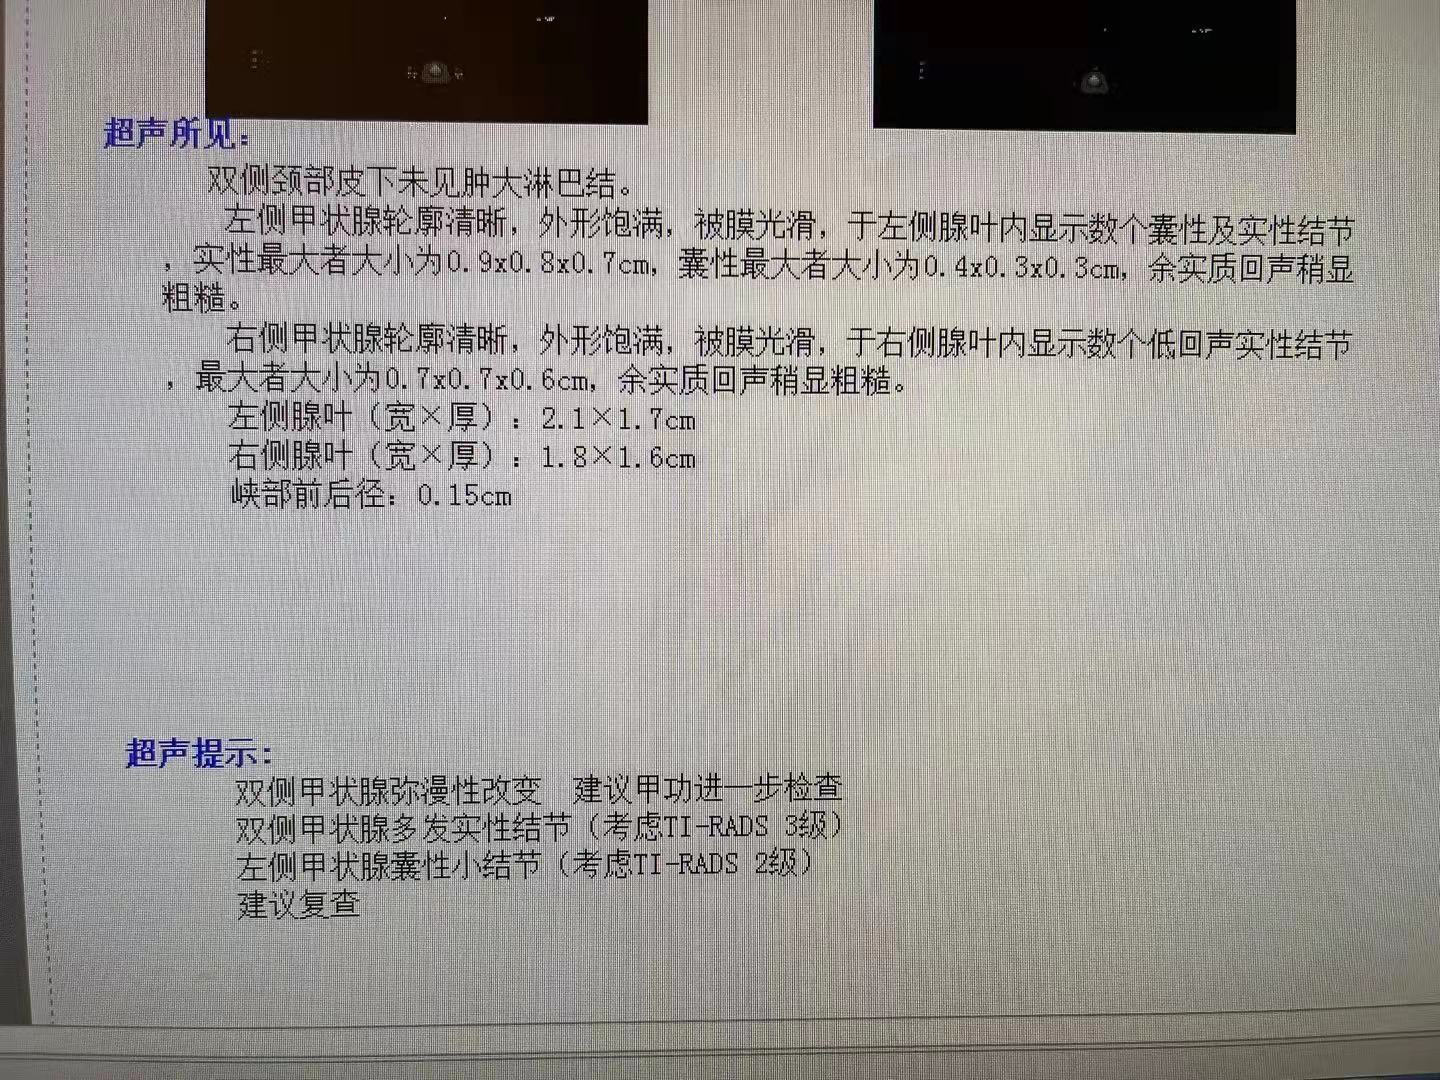 超声所见：
双侧颈部皮下未见肿大淋巴结。
左侧甲状腺轮廓清晰，外形饱满，被膜光滑，于左侧腺叶内显示数个囊性及实性结节
，实性最大者大小为0.9x0.8x0.7cm，囊性最大者大小为0.4x0.3x0.3cm，余实质回声稍显
粗糙。
右侧甲状腺轮廓清晰，外形饱满，被膜光滑，于右侧腺叶内显示数个低回声实性结节
，最大者大小为0.7x0.7x0.6cm，余实质回声稍显粗糙。
左侧腺叶（宽×厚）：2.1×1.7cm
右侧腺叶（宽×厚）：1.8×1.6cm
峡部前后径：0.15cm
超声提示：
双侧甲状腺弥漫性改变 建议甲功进一步检查
双侧甲状腺多发实性结节（考虑TI-RADS 3级）
左侧甲状腺囊性小结节（考虑TI-RADS 2级）
建议复查